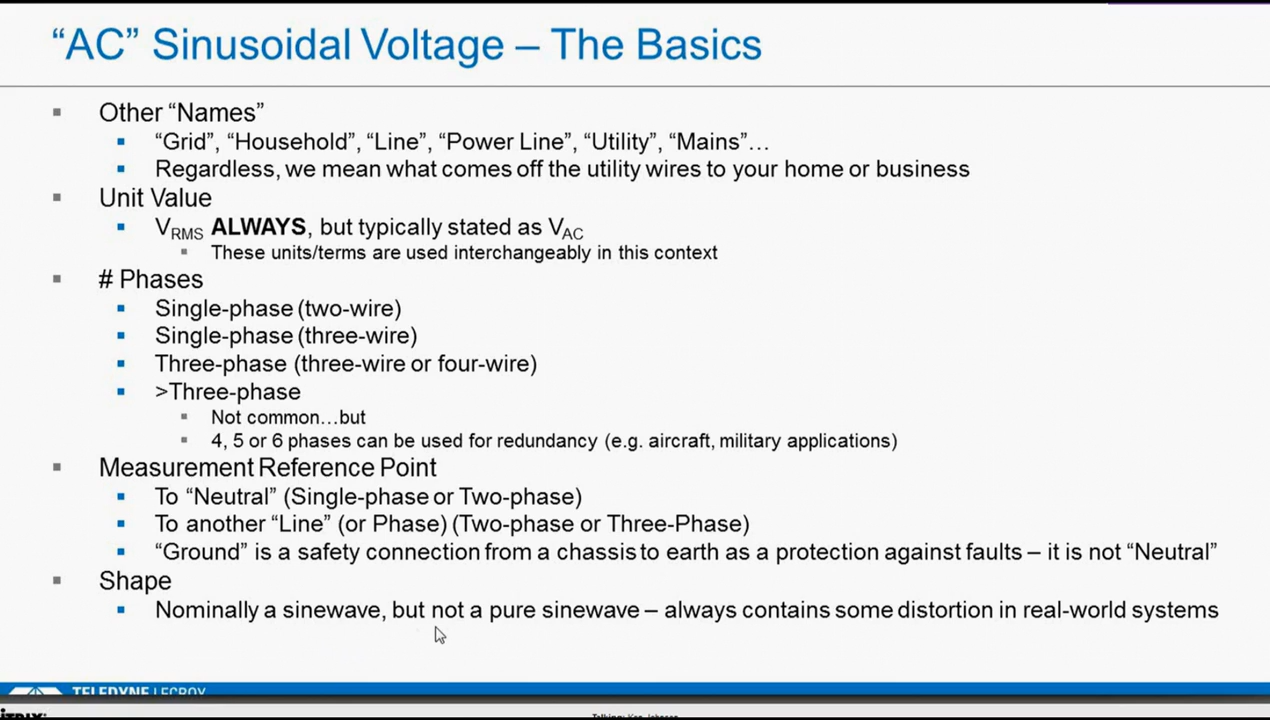 “AC” Sinusoidal Voltage – The Basics
Other “Names”
“Grid”, “Household”, “Line”, “Power Line”, “Utility”, “Mains”…
Regardless, we mean what comes off the utility wires to your home or business
Unit Value
VRMS ALWAYS, but typically stated as VAC
These units/terms are used interchangeably in this context
# Phases
Single-phase (two-wire)
Single-phase (three-wire)
Three-phase (three-wire or four-wire)
>Three-phase
Not common…but
4, 5 or 6 phases can be used for redundancy (e.g. aircraft, military applications)
Measurement Reference Point
To “Neutral” (Single-phase or Two-phase)
To another “Line” (or Phase) (Two-phase or Three-Phase)
“Ground” is a safety connection from a chassis to earth as a protection against faults – it is not “Neutral”
Shape
Nominally a sinewave, but not a pure sinewave – always contains some distortion in real-world systems
TELEDYNE LECROY